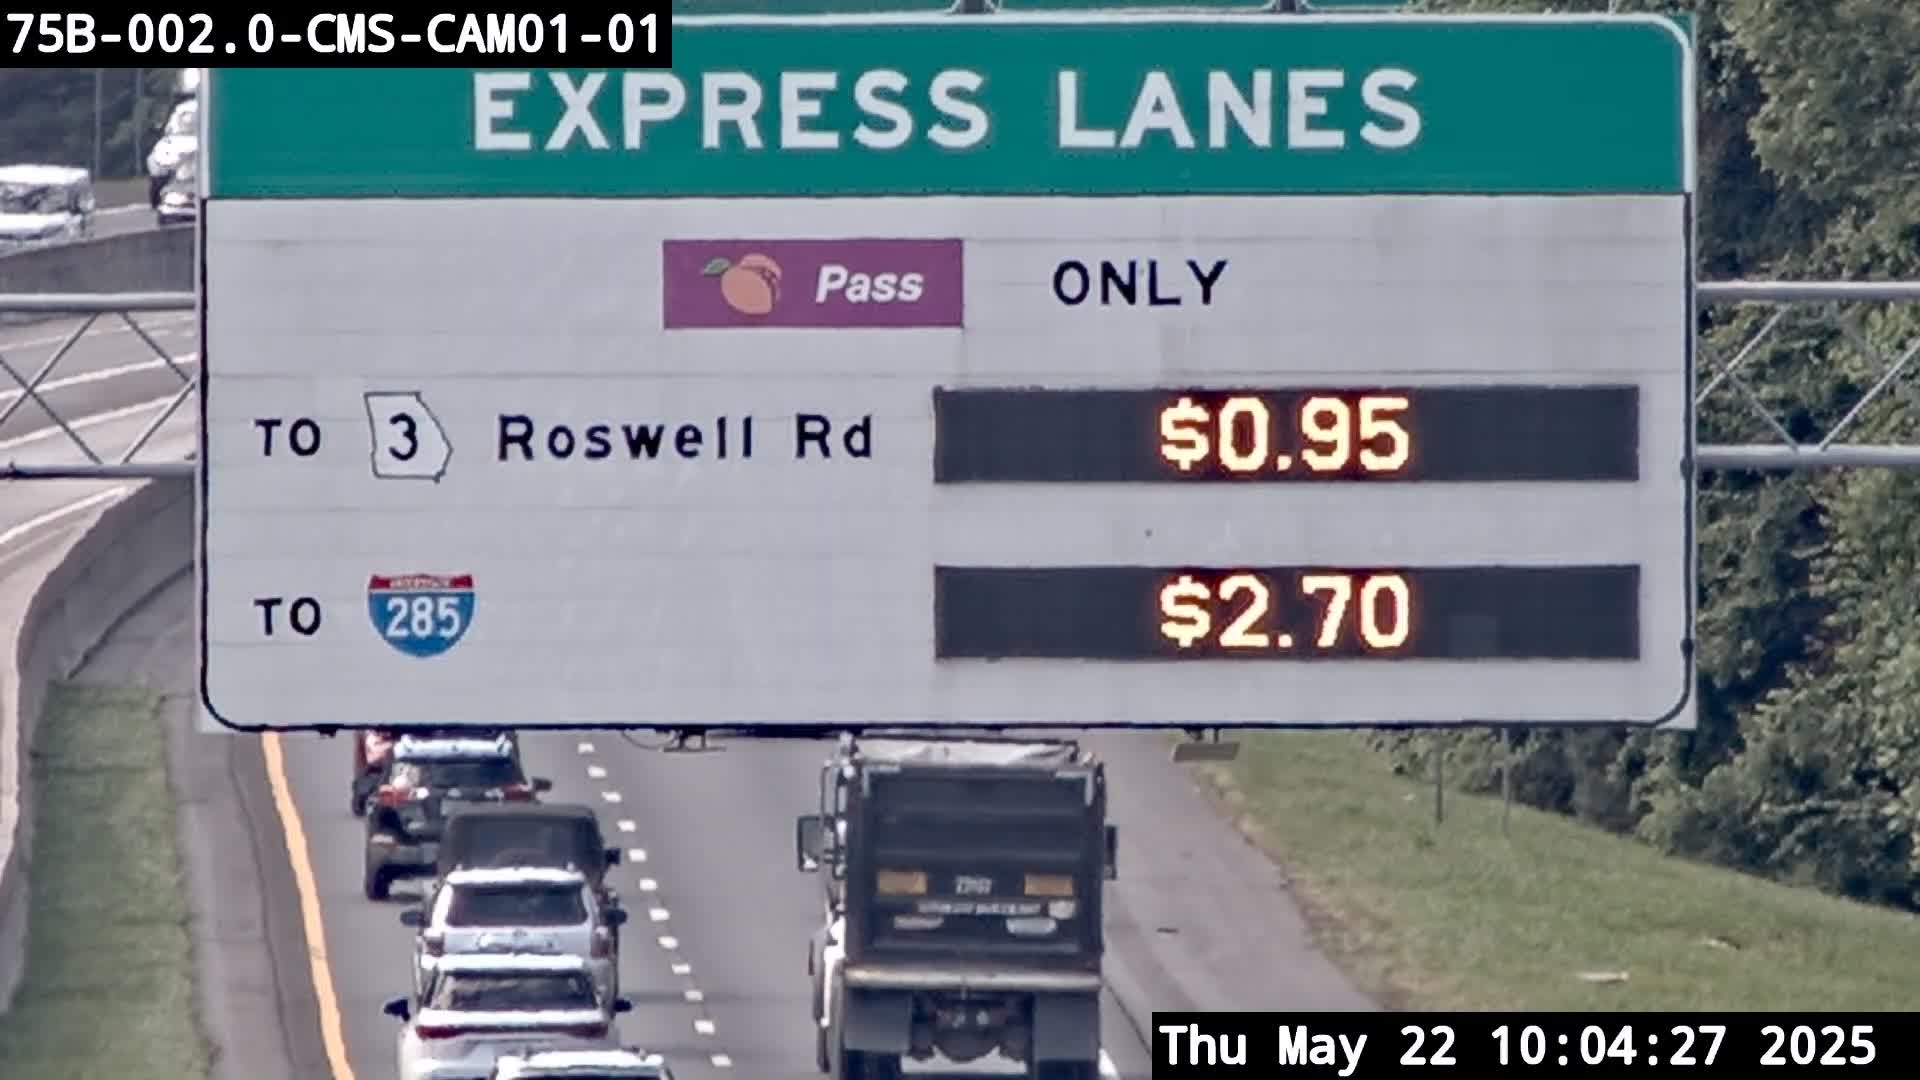 75B-002.0-CMS-CAM01-01
EXPRESS LANES
Pass ONLY
TO 3 Roswell Rd $0.95
TO 285 $2.70
Thu May 22 10:04:27 2025